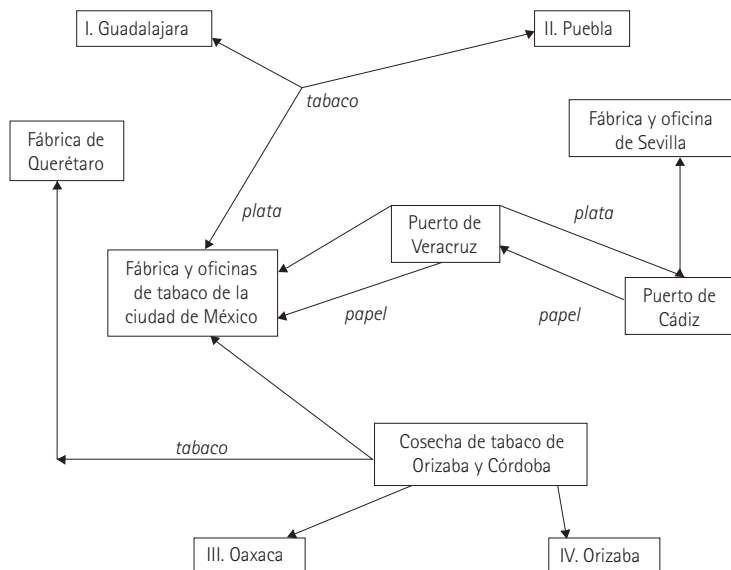 I. Guadalajara
II. Puebla
tabaco
Fábrica y oficina
de Sevilla
Fábrica de
Querétaro
plata
plata
Puerto de
Veracruz
Fábrica y oficinas
de tabaco de la
ciudad de México
Puerto de
Cádiz
papel
papel
Cosecha de tabaco de
Orizaba y Córdoba
tabaco
III. Oaxaca
IV. Orizaba